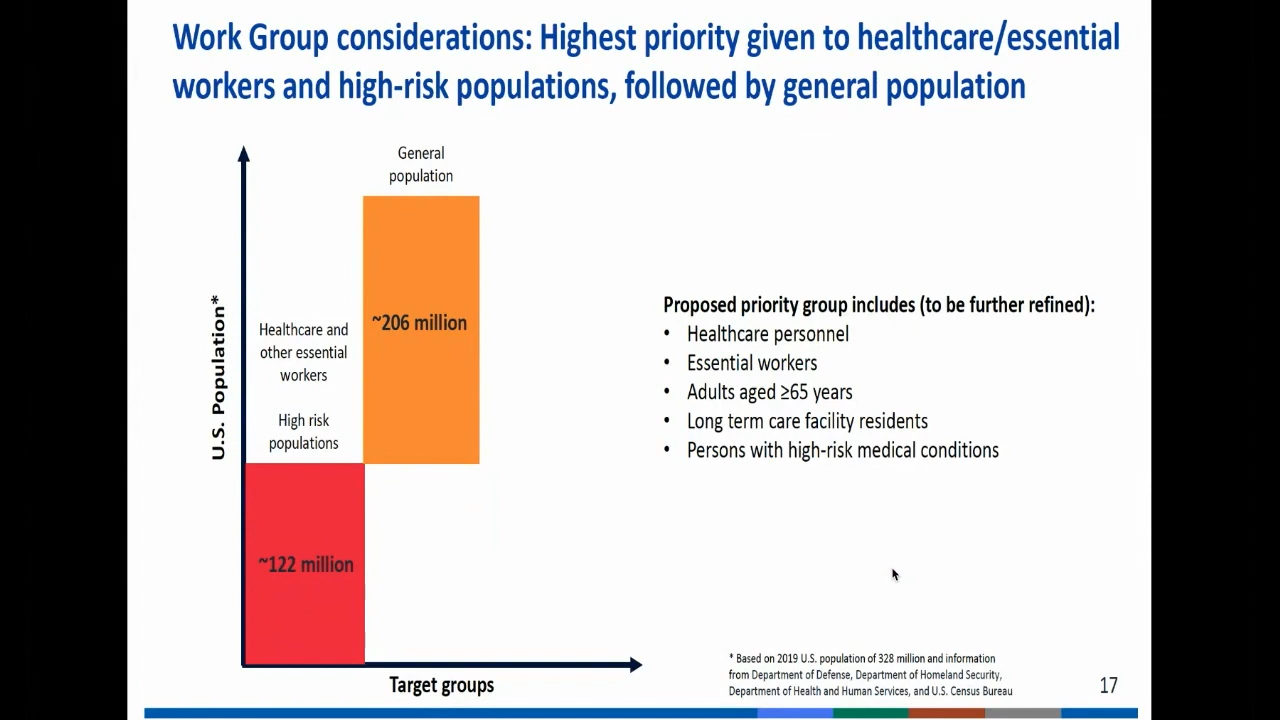 Work Group considerations: Highest priority given to healthcare/essential
workers and high-risk populations, followed by general population
General
population
~206 million
Healthcare and
other essential
workers
High risk
populations
~122 million
U.S. Population*
Target groups
Proposed priority group includes (to be further refined):
• Healthcare personnel
• Essential workers
• Adults aged ≥65 years
• Long term care facility residents
• Persons with high-risk medical conditions
* Based on 2019 U.S. population of 328 million and information
from Department of Defense, Department of Homeland Security,
Department of Health and Human Services, and U.S. Census Bureau
17